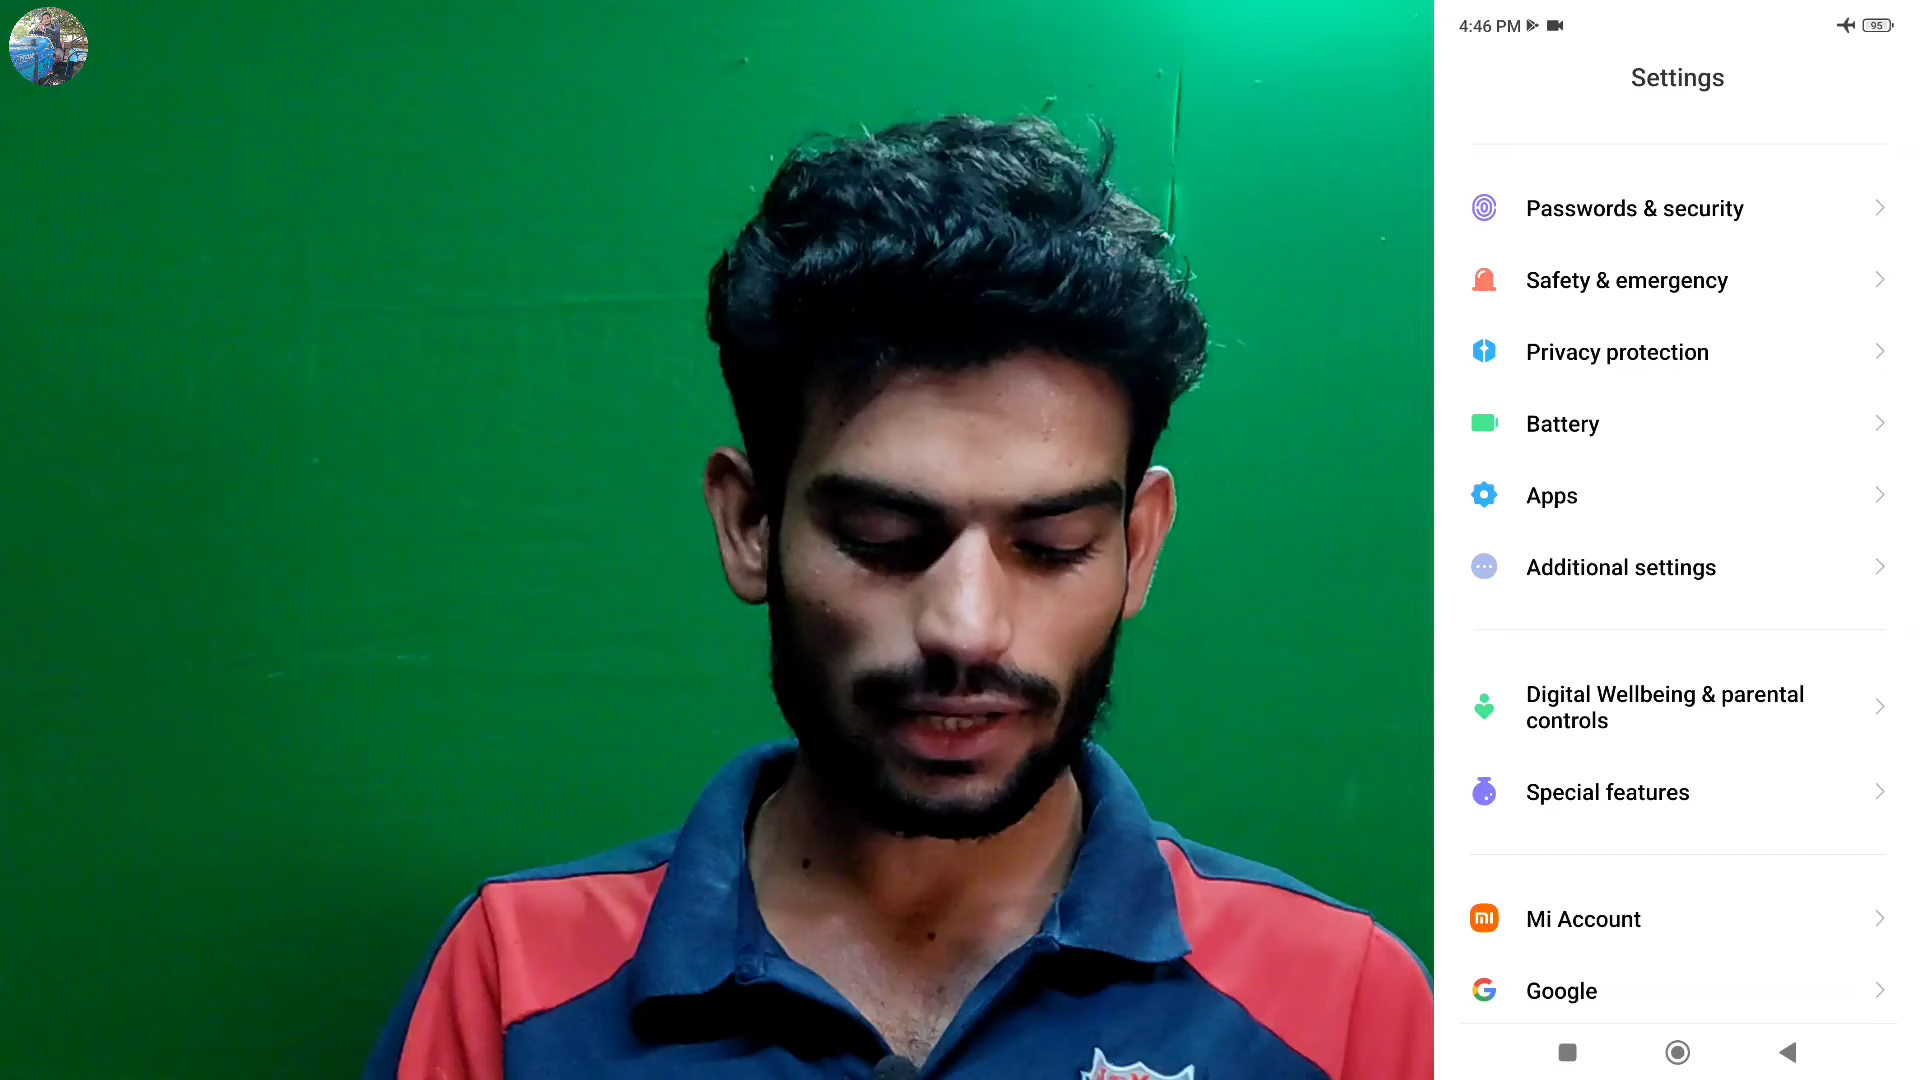 4:46 PM
95
Settings
Passwords & security
Safety & emergency
Privacy protection
Battery
Apps
Additional settings
Digital Wellbeing & parental
controls
Special features
mi
Mi Account
Google